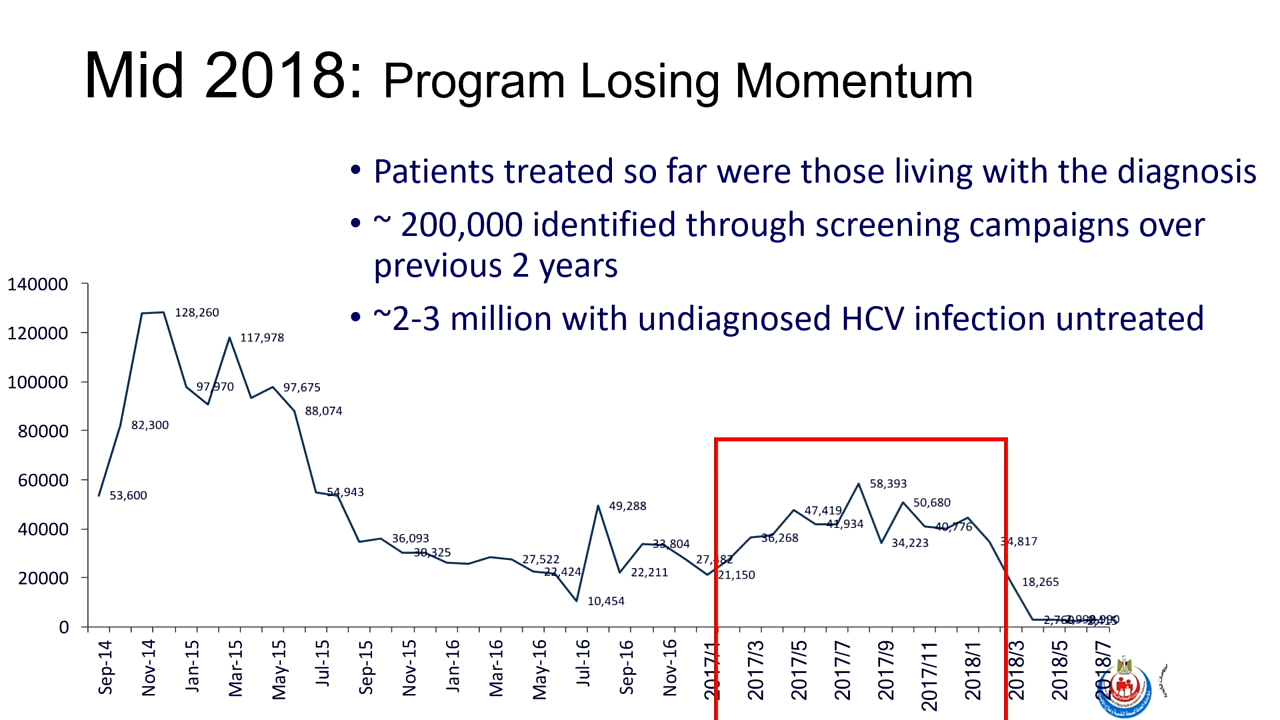 Mid 2018: Program Losing Momentum
• Patients treated so far were those living with the diagnosis
• ~ 200,000 identified through screening campaigns over
previous 2 years
• ~2-3 million with undiagnosed HCV infection untreated
140000
120000
100000
80000
60000
40000
20000
0
53,600
82,300
128,260
97,970
117,978
97,675
88,074
54,943
36,093
30,325
27,522
22,424
10,454
49,288
22,211
33,804
27,482
21,150
36,268
47,419
41,934
58,393
34,223
50,680
40,776
34,817
18,265
Sep-14
Nov-14
Jan-15
Mar-15
May-15
Jul-15
Sep-15
Nov-15
Jan-16
Mar-16
May-16
Jul-16
Sep-16
Nov-16
2017/1
2017/3
2017/5
2017/7
2017/9
2017/11
2018/1
2018/3
2018/5
2018/7